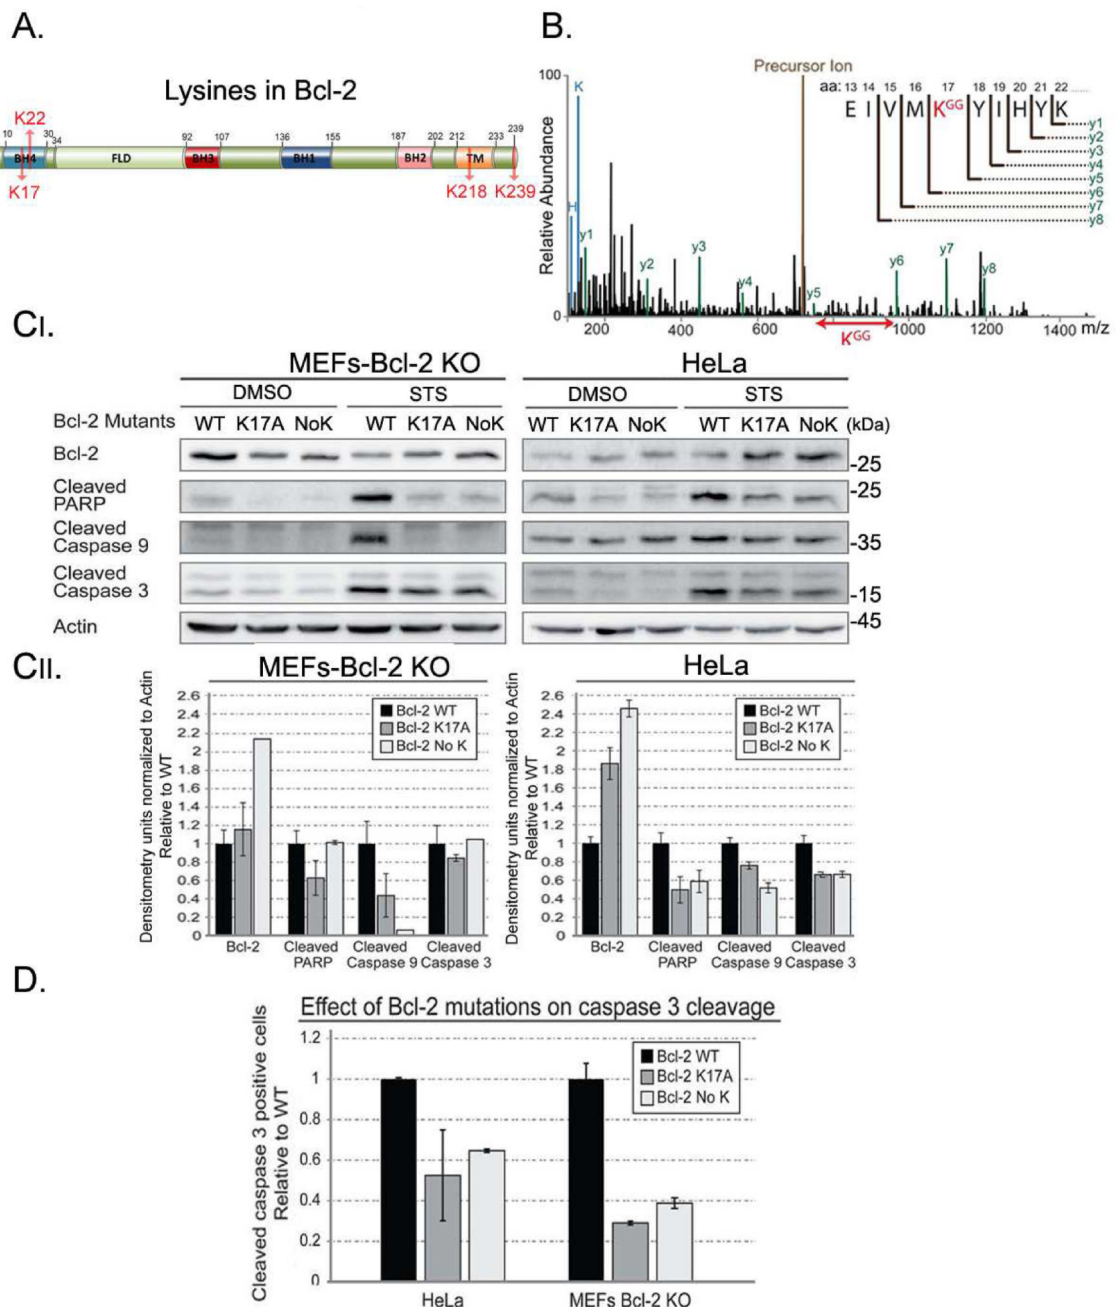 A.
Lysines in Bcl-2
K22
10 30 34 92 107 136 155 187 202 212 233 239
BH4 FLD BH3 BH1 BH2 TM
K17 K218 K239
B.
Precursor Ion
aa: 13 14 15 16 17 18 19 20 21 22 ......
E I V M K^GG Y I H Y K
y1
y2
y3
y4
y5
y6
y7
y8
Relative Abundance
100
0
K
H
y1 y2 y3 y4 y5 y6 y7 y8
200 400 600 1000 1200 1400 m/z
K^GG
CI.
MEFs-Bcl-2 KO HeLa
DMSO STS DMSO STS
Bcl-2 Mutants WT K17A NoK WT K17A NoK WT K17A NoK WT K17A NoK (kDa)
Bcl-2 -25
Cleaved PARP -25
Cleaved Caspase 9 -35
Cleaved Caspase 3 -15
Actin -45
CII.
MEFs-Bcl-2 KO
Densitometry units normalized to Actin
Relative to WT
2.6
2.4
2.2
2
1.8
1.6
1.4
1.2
1
0.8
0.6
0.4
0.2
0
Bcl-2 WT
Bcl-2 K17A
Bcl-2 No K
Bcl-2 Cleaved PARP Cleaved Caspase 9 Cleaved Caspase 3
HeLa
Densitometry units normalized to Actin
Relative to WT
2.6
2.4
2.2
2
1.8
1.6
1.4
1.2
1
0.8
0.6
0.4
0.2
0
Bcl-2 WT
Bcl-2 K17A
Bcl-2 No K
Bcl-2 Cleaved PARP Cleaved Caspase 9 Cleaved Caspase 3
D.
Effect of Bcl-2 mutations on caspase 3 cleavage
Cleaved caspase 3 positive cells
Relative to WT
1.2
1
0.8
0.6
0.4
0.2
0
Bcl-2 WT
Bcl-2 K17A
Bcl-2 No K
HeLa MEFs Bcl-2 KO